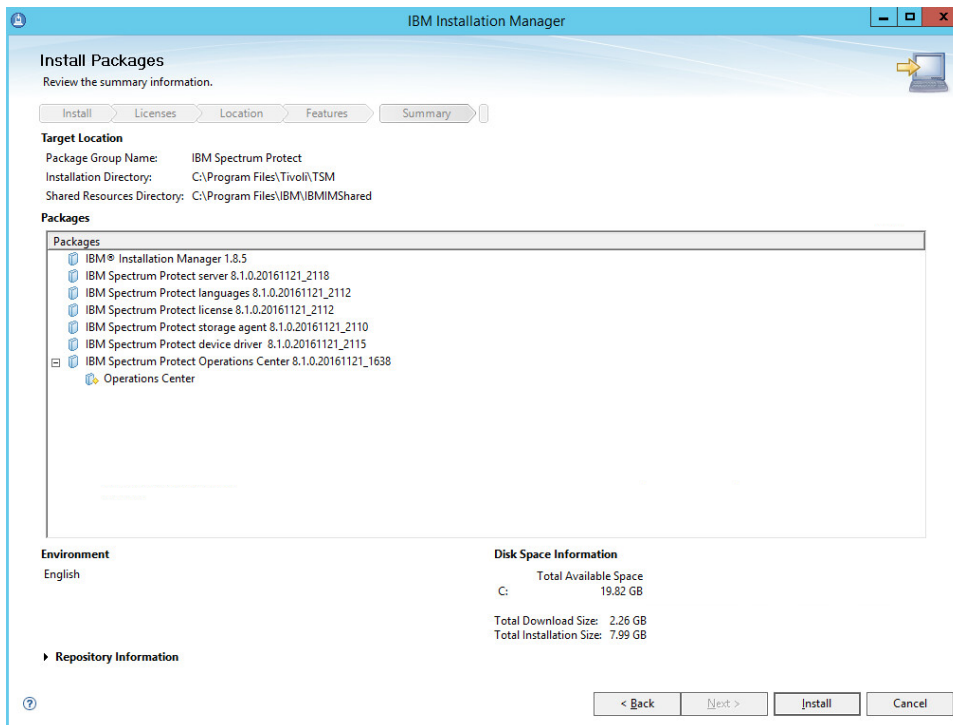 IBM Installation Manager
Install Packages
Review the summary information.
Install Licenses Location Features Summary
Target Location
Package Group Name: IBM Spectrum Protect
Installation Directory: C:\Program Files\Tivoli\TSM
Shared Resources Directory: C:\Program Files\IBM\IBMIMShared
Packages
Packages
IBM® Installation Manager 1.8.5
IBM Spectrum Protect server 8.1.0.20161121_2118
IBM Spectrum Protect languages 8.1.0.20161121_2112
IBM Spectrum Protect license 8.1.0.20161121_2112
IBM Spectrum Protect storage agent 8.1.0.20161121_2110
IBM Spectrum Protect device driver 8.1.0.20161121_2115
IBM Spectrum Protect Operations Center 8.1.0.20161121_1638
Operations Center
Environment
English
Disk Space Information
Total Available Space
C: 19.82 GB
Total Download Size: 2.26 GB
Total Installation Size: 7.99 GB
Repository Information
? < Back Next > Install Cancel